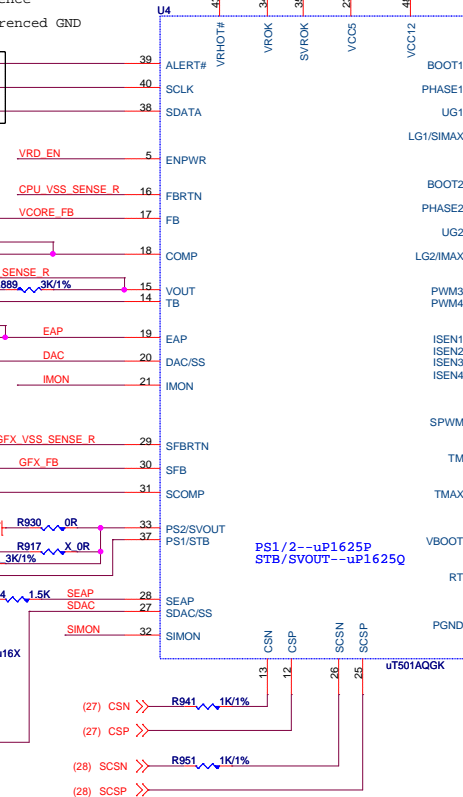 U4
erenced GND
VRHOT#
VROK
SVROK
VCC5
VCC12
39 ALERT# BOOT1
40 SCLK PHASE1
38 SDATA UG1
LG1/SIMAX
VRD_EN 5 ENPWR
BOOT2
CPU_VSS_SENSE_R 16 FBRTN
PHASE2
VCORE_FB 17 FB
UG2
18 COMP LG2/IMAX
SENSE_R
889 3K/1% 15 VOUT PWM3
14 TB PWM4
EAP 19 EAP ISEN1
ISEN2
DAC 20 DAC/SS ISEN3
ISEN4
IMON 21 IMON
SPWM
GFX_VSS_SENSE_R 29 SFBRTN
TM
GFX_FB 30 SFB
31 SCOMP TMAX
R930 0R 33 PS2/SVOUT
37 PS1/STB VBOOT
R917 X_0R
3K/1%
PS1/2--uP1625P
STB/SVOUT--uP1625Q
RT
4 1.5K SEAP 28 SEAP
SDAC 27 SDAC/SS
PGND
SIMON 32 SIMON
u16X
CSN
CSP
SCSN
SCSP
uT501AQGK
13
12
26
25
(27) CSN R941 1K/1%
(27) CSP
(28) SCSN R951 1K/1%
(28) SCSP